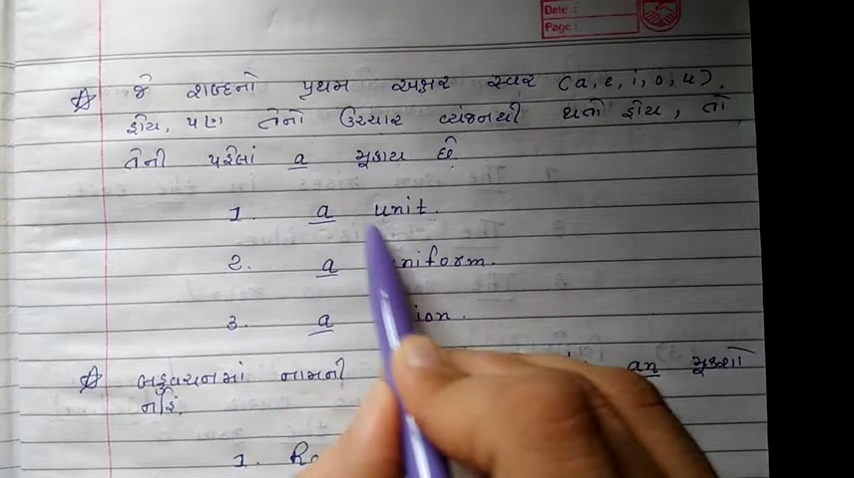 Date :
Page :
જે શબ્દનો પ્રથમ અક્ષર સ્વર (a, e, i, o, u).
હોય, પણ તેનો ઉચ્ચાર વ્યંજનથી થતો હોય, તો
તેની પહેલાં a મૂકાય છે.
1. a unit.
2. a niform.
3. a ion.
બહુવચનમાં નામની an મૂકશો
નહિં.
1.